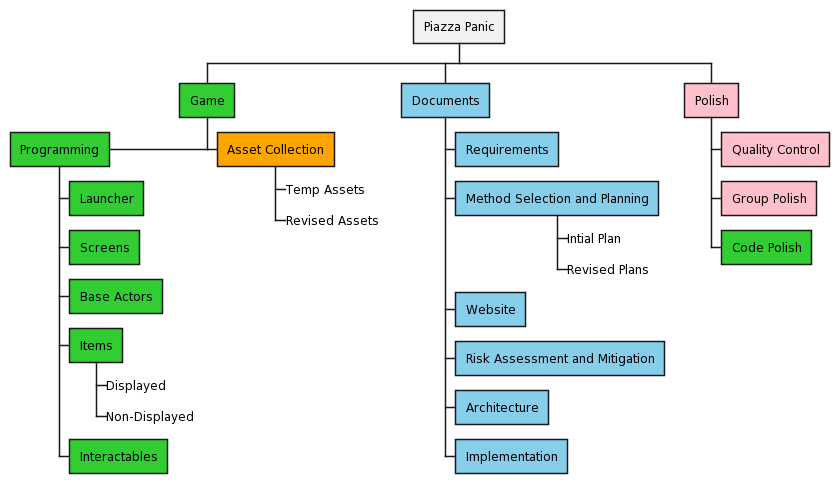 Piazza Panic
Game
Documents
Polish
Programming
Asset Collection
Requirements
Quality Control
Launcher
Temp Assets
Method Selection and Planning
Group Polish
Revised Assets
Screens
Intial Plan
Code Polish
Revised Plans
Base Actors
Website
Items
Risk Assessment and Mitigation
Displayed
Architecture
Non-Displayed
Interactables
Implementation